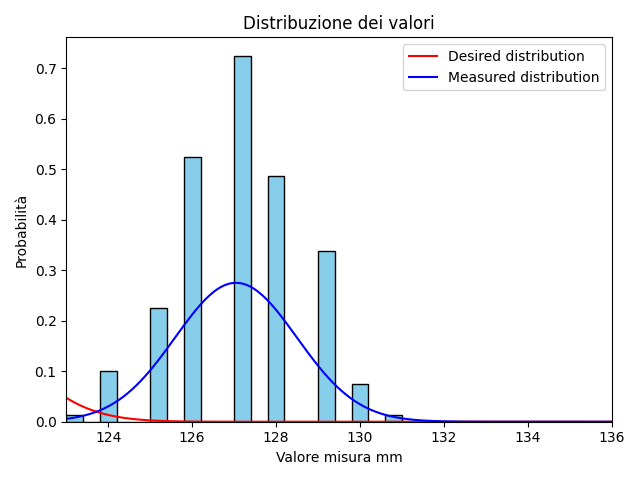 Distribuzione dei valori
Desired distribution
Measured distribution
Probabilità
0.7
0.6
0.5
0.4
0.3
0.2
0.1
0.0
124 126 128 130 132 134 136
Valore misura mm